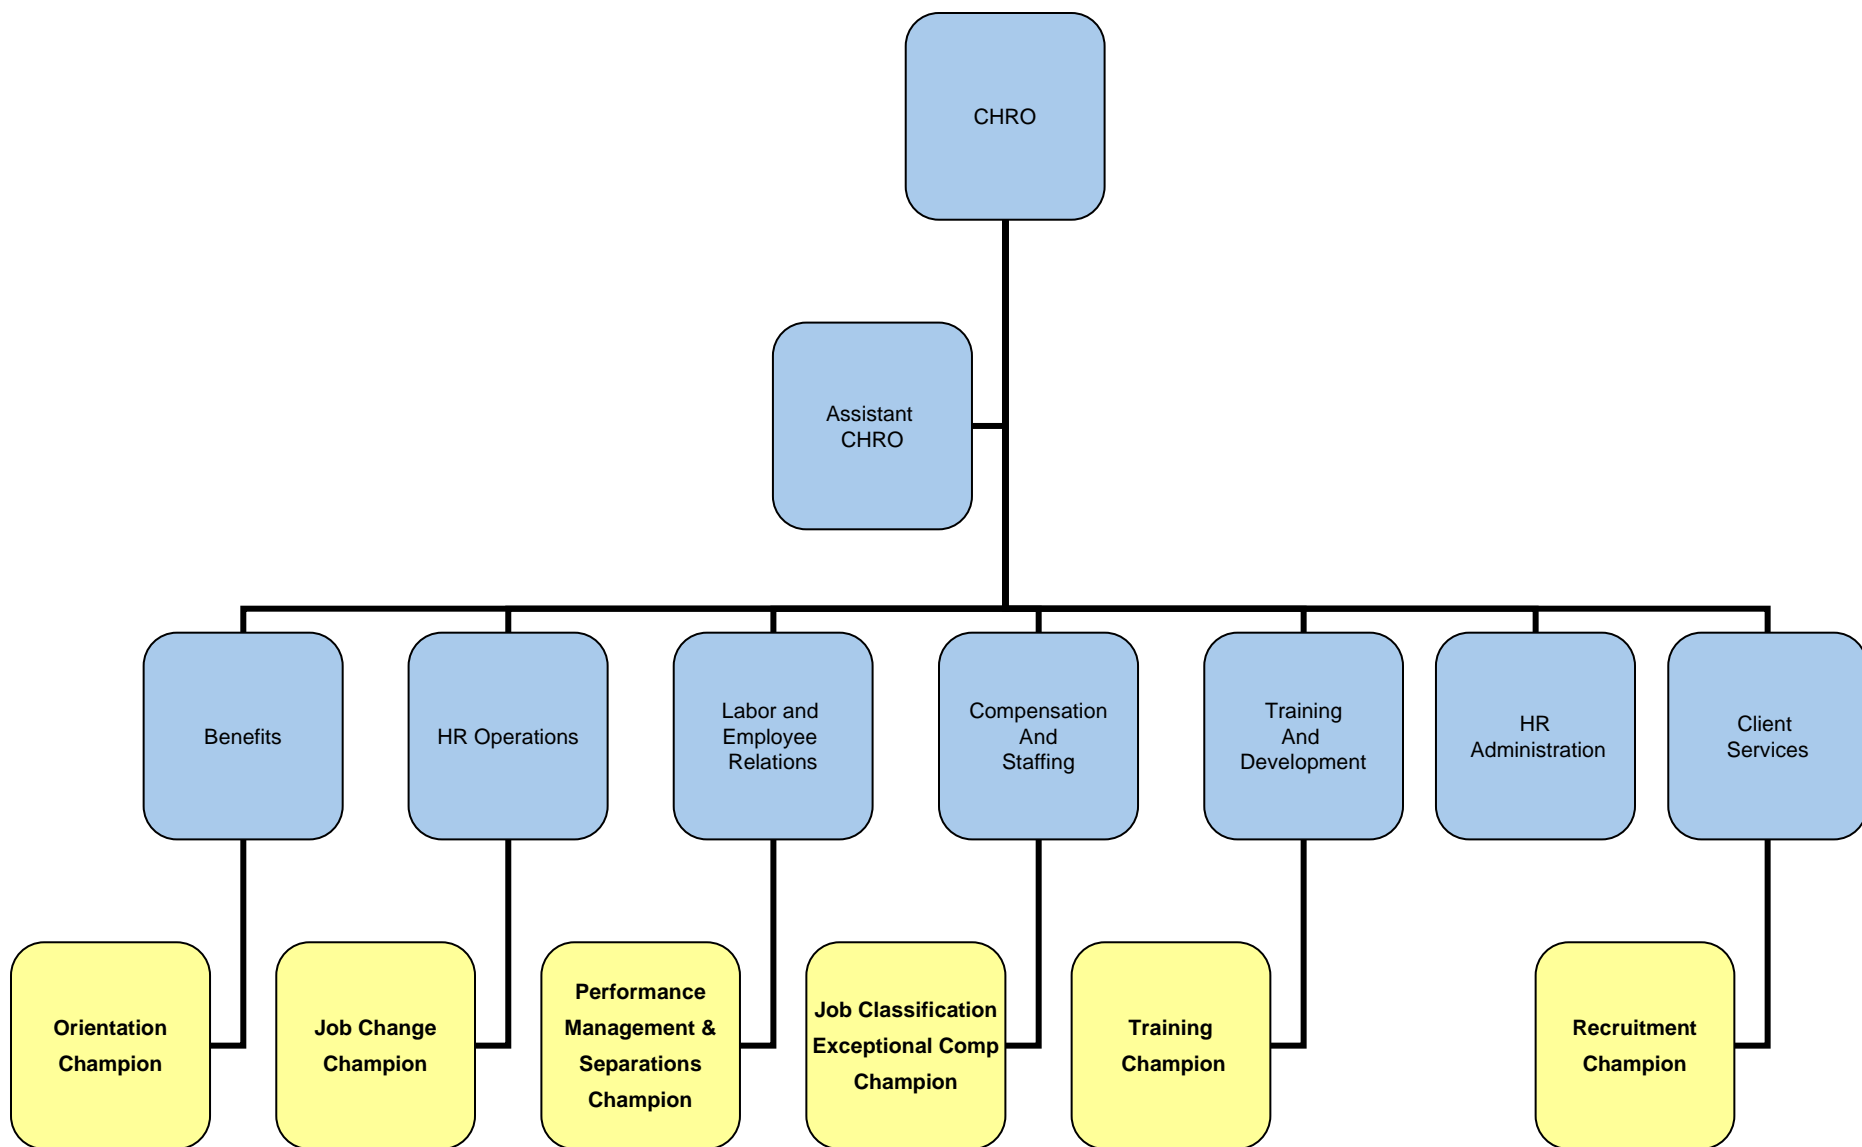 CHRO
Assistant
CHRO
Benefits
HR Operations
Labor and
Employee
Relations
Compensation
And
Staffing
Training
And
Development
HR
Administration
Client
Services
Orientation
Champion
Job Change
Champion
Performance
Management &
Separations
Champion
Job Classification
Exceptional Comp
Champion
Training
Champion
Recruitment
Champion